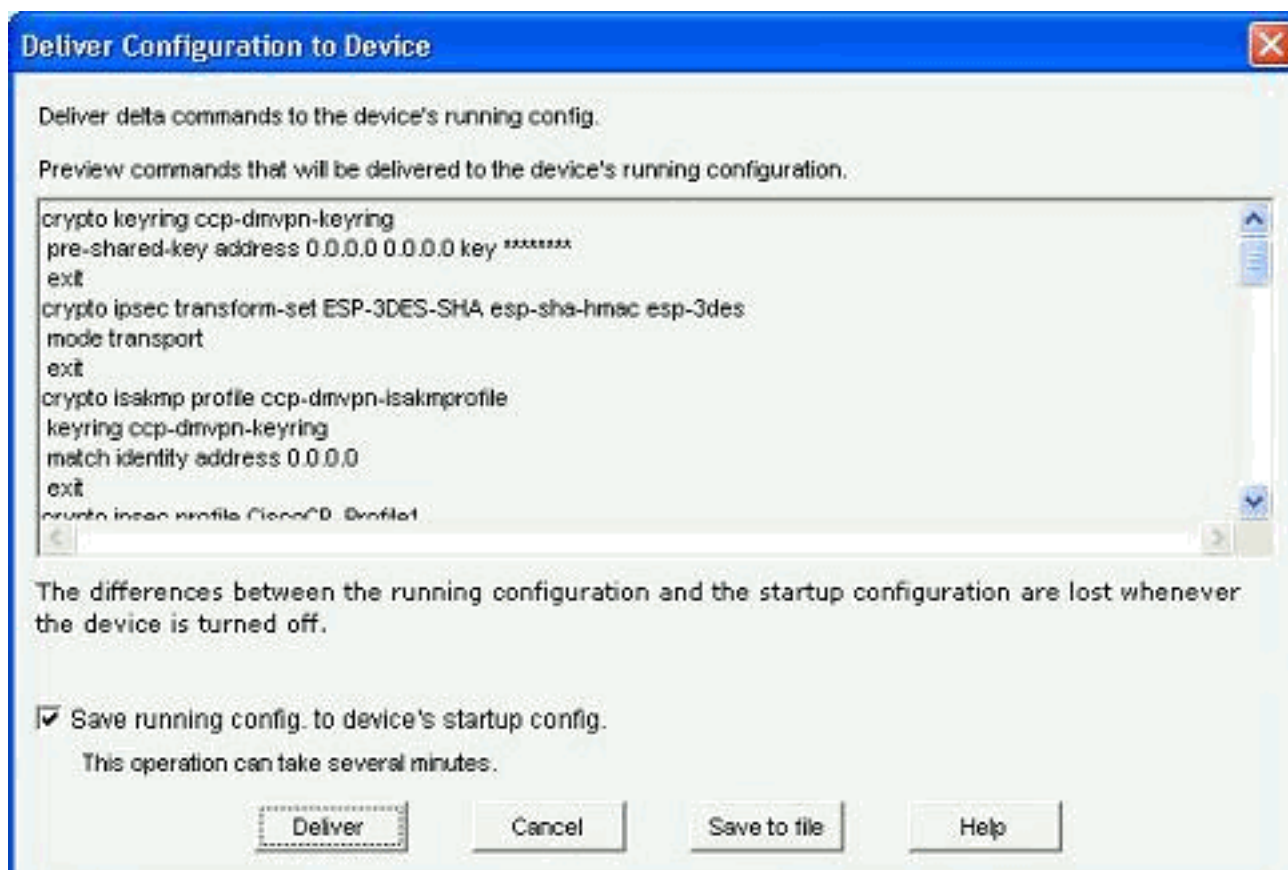 Deliver Configuration to Device
Deliver delta commands to the device's running config.
Preview commands that will be delivered to the device's running configuration.
crypto keyring ccp-dmvpn-keyring
pre-shared-key address 0.0.0.0 0.0.0.0 key ********
exit
crypto ipsec transform-set ESP-3DES-SHA esp-sha-hmac esp-3des
mode transport
exit
crypto isakmp profile ccp-dmvpn-isakmprofile
keyring ccp-dmvpn-keyring
match identity address 0.0.0.0
exit
crypto ipsec profile CiscoCP_Profile1
The differences between the running configuration and the startup configuration are lost whenever
the device is turned off.
Save running config. to device's startup config.
This operation can take several minutes.
Deliver Cancel Save to file Help